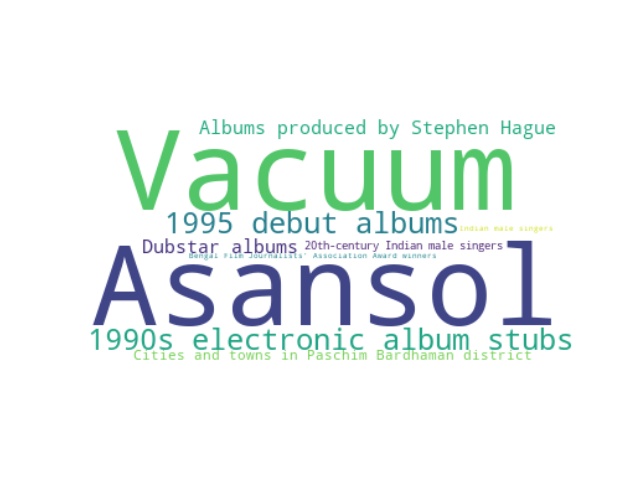 Albums produced by Stephen Hague
Vacuum
1995 debut albums
Indian male singers
Dubstar albums
20th-century Indian male singers
Bengal Film Journalists' Association Award winners
Asansol
1990s electronic album stubs
Cities and towns in Paschim Bardhaman district